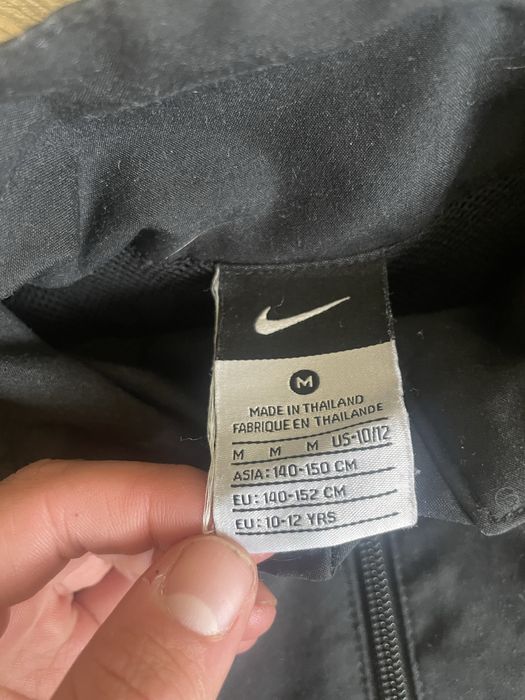 M
MADE IN THAILAND
FABRIQUE EN THAILANDE
M M M US-10/12
ASIA: 140-150 CM
EU: 140-152 CM
EU: 10-12 YRS